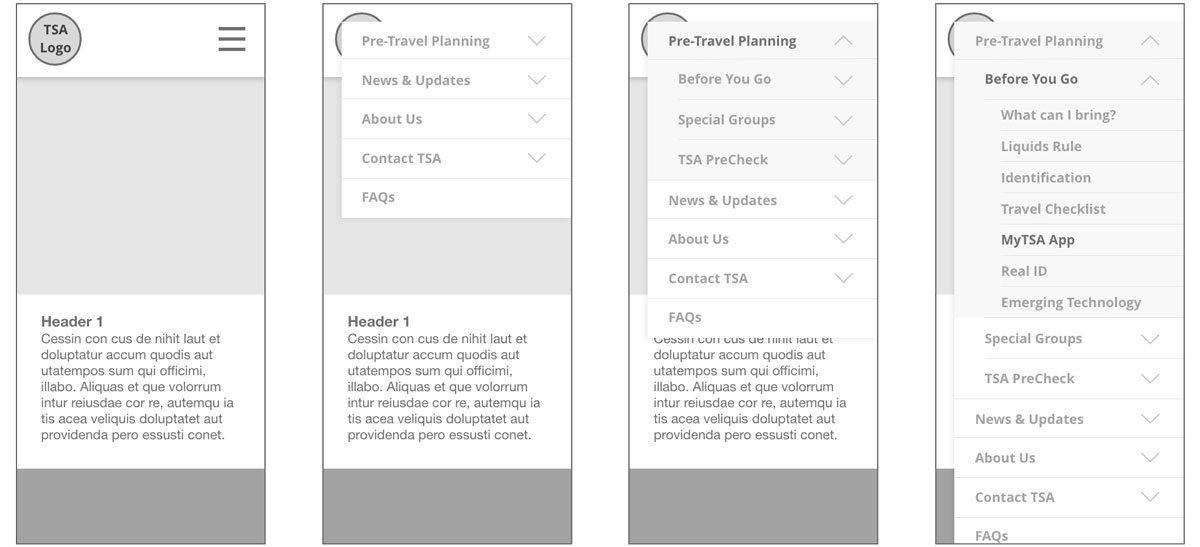 TSA
Logo
Header 1
Cessin con cus de nihit laut et
doluptatur accum quodis aut
utatempos sum qui officimi,
illabo. Aliquas et que volorrum
intur reiusdae cor re, autemqu ia
tis acea veliquis doluptatet aut
providenda pero essusti conet.
Pre-Travel Planning
News & Updates
About Us
Contact TSA
FAQs
Header 1
Cessin con cus de nihit laut et
doluptatur accum quodis aut
utatempos sum qui officimi,
illabo. Aliquas et que volorrum
intur reiusdae cor re, autemqu ia
tis acea veliquis doluptatet aut
providenda pero essusti conet.
Pre-Travel Planning
Before You Go
Special Groups
TSA PreCheck
News & Updates
About Us
Contact TSA
FAQs
Cessin con cus de nihit laut et
doluptatur accum quodis aut
utatempos sum qui officimi,
illabo. Aliquas et que volorrum
intur reiusdae cor re, autemqu ia
tis acea veliquis doluptatet aut
providenda pero essusti conet.
Pre-Travel Planning
Before You Go
What can I bring?
Liquids Rule
Identification
Travel Checklist
MyTSA App
Real ID
Emerging Technology
Special Groups
TSA PreCheck
News & Updates
About Us
Contact TSA
FAQs